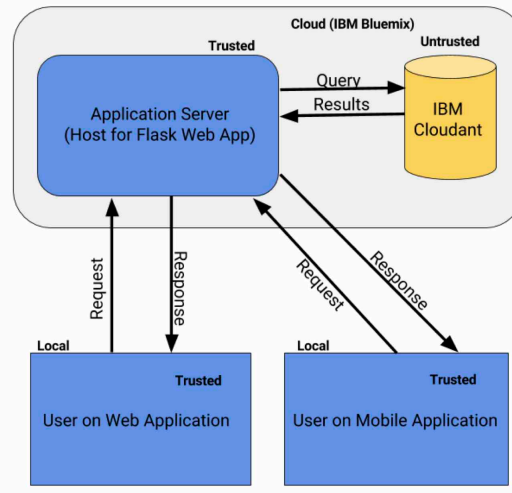 Cloud (IBM Bluemix)
Trusted
Untrusted
Application Server
(Host for Flask Web App)
Query
Results
IBM
Cloudant
Request
Response
Request
Response
Local
Trusted
User on Web Application
Local
Trusted
User on Mobile Application